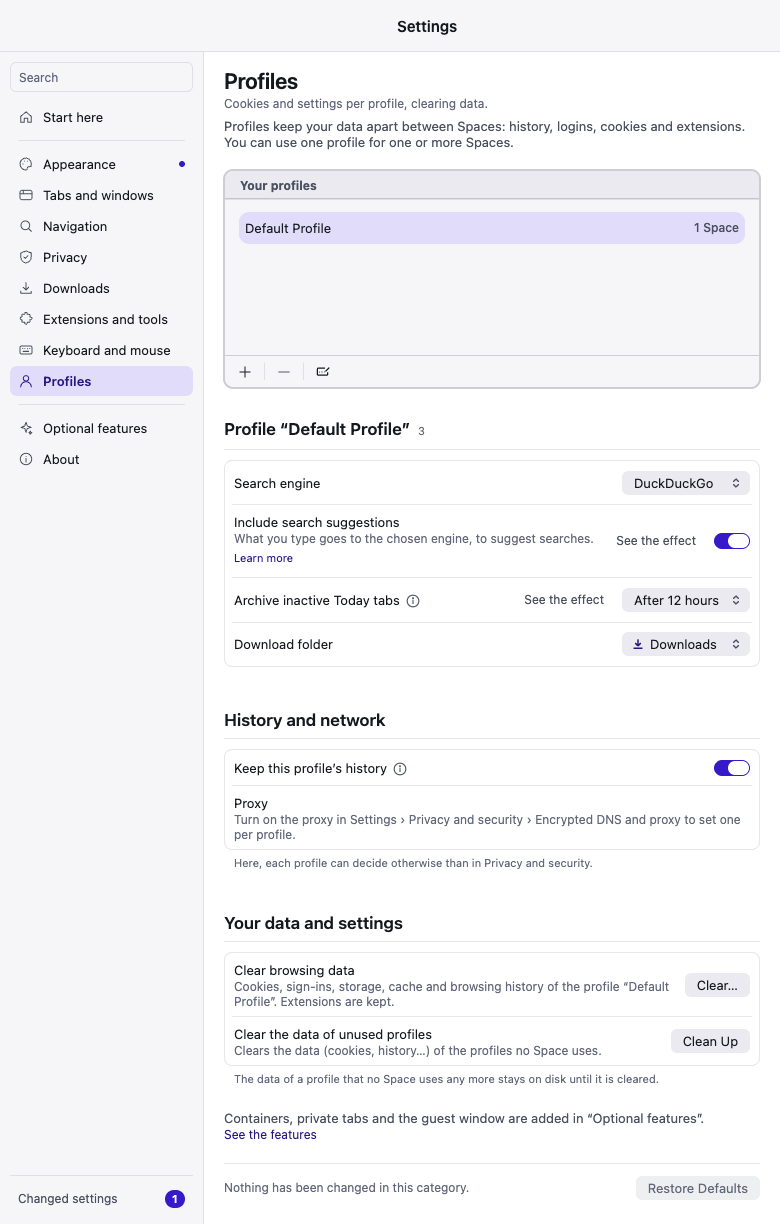 Settings
Search
Start here
Appearance
Tabs and windows
Navigation
Privacy
Downloads
Extensions and tools
Keyboard and mouse
Profiles
Optional features
About
Changed settings 1
Profiles
Cookies and settings per profile, clearing data.
Profiles keep your data apart between Spaces: history, logins, cookies and extensions.
You can use one profile for one or more Spaces.
Your profiles
Default Profile 1 Space
Profile “Default Profile” 3
Search engine DuckDuckGo
Include search suggestions
What you type goes to the chosen engine, to suggest searches.
Learn more
See the effect
Archive inactive Today tabs See the effect After 12 hours
Download folder Downloads
History and network
Keep this profile’s history
Proxy
Turn on the proxy in Settings › Privacy and security › Encrypted DNS and proxy to set one
per profile.
Here, each profile can decide otherwise than in Privacy and security.
Your data and settings
Clear browsing data
Cookies, sign-ins, storage, cache and browsing history of the profile “Default
Profile”. Extensions are kept.
Clear...
Clear the data of unused profiles
Clears the data (cookies, history...) of the profiles no Space uses.
Clean Up
The data of a profile that no Space uses any more stays on disk until it is cleared.
Containers, private tabs and the guest window are added in “Optional features”.
See the features
Nothing has been changed in this category. Restore Defaults